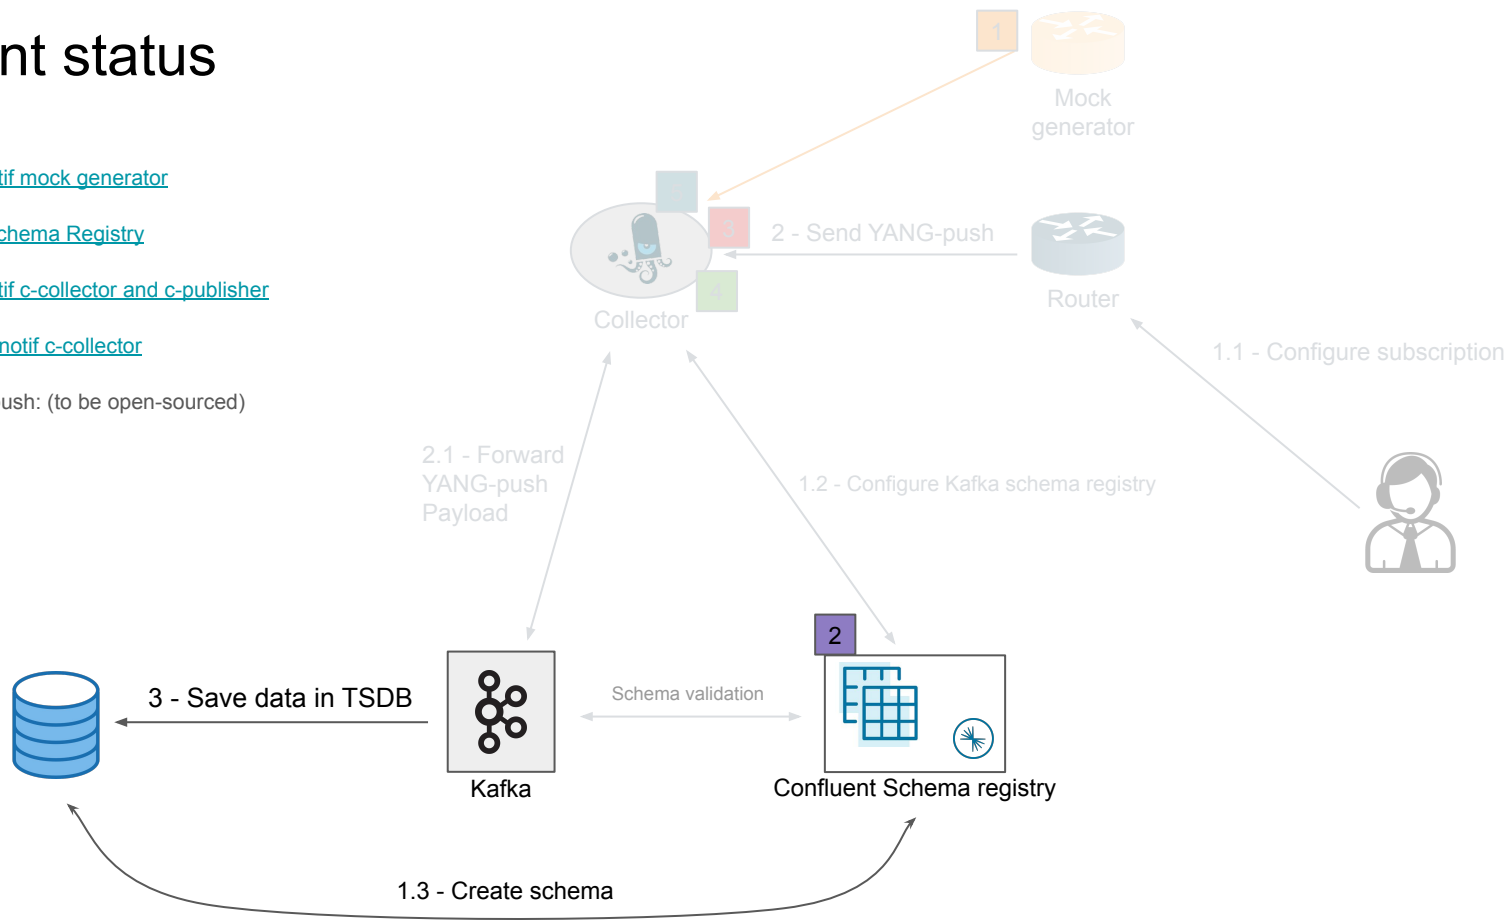 nt status
1
Mock
generator
tif mock generator
chema Registry
3
2 - Send YANG-push
tif c-collector and c-publisher
4
Router
Collector
notif c-collector
1.1 - Configure subscription
ush: (to be open-sourced)
2.1 - Forward
YANG-push
Payload
1.2 - Configure Kafka schema registry
2
3 - Save data in TSDB
Schema validation
Kafka
Confluent Schema registry
1.3 - Create schema